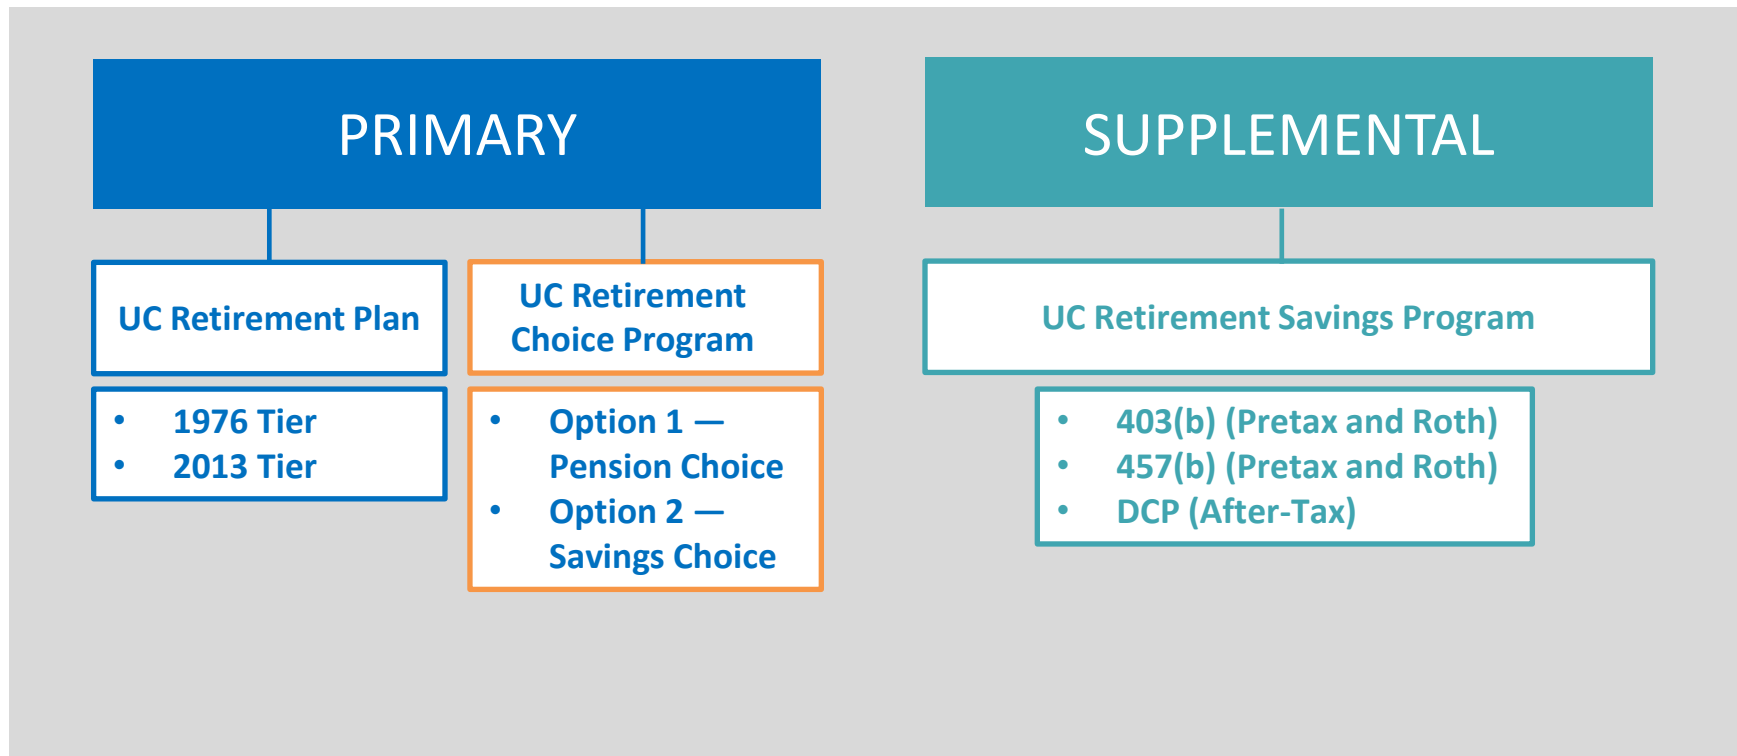 PRIMARY
UC Retirement Plan
• 1976 Tier
• 2013 Tier
UC Retirement
Choice Program
• Option 1 —
Pension Choice
• Option 2 —
Savings Choice
SUPPLEMENTAL
UC Retirement Savings Program
• 403(b) (Pretax and Roth)
• 457(b) (Pretax and Roth)
• DCP (After-Tax)